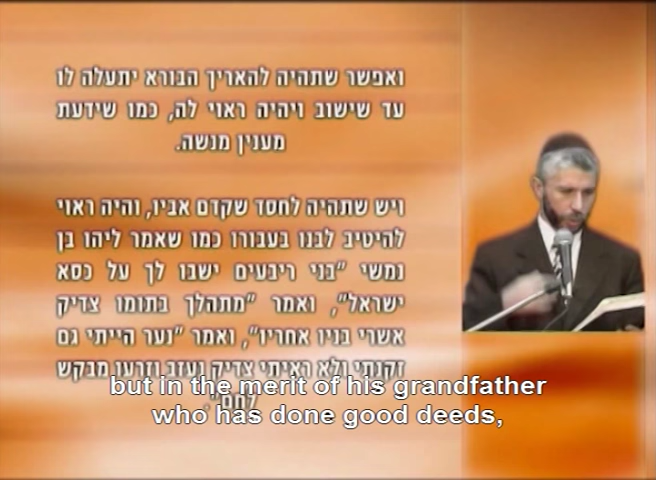 ואפשר שתהיה להאריך הבורא יתעלה לו
עד שישוב ויהיה ראוי לה, כמו שידעת
מענין מנשה.
ויש שתהיה לחסד שקדם אביו, והיה ראוי
להיטיב לבנו בעבורו כמו שאמר ליהו בן
נמשי "בני ריבעים ישבו לך על כסא
ישראל", ואמר "מתהלך בתומו צדיק
אשרי בניו אחריו", ואמר "נער הייתי גם
זקנתי ולא ראיתי צדיק נעזב וזרעו מבקש
לחם".
but in the merit of his grandfather
who has done good deeds,